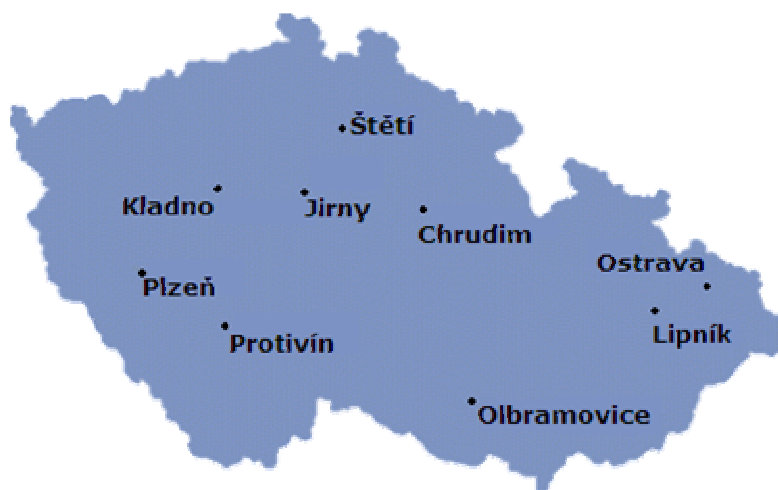 Štětí
Kladno
Jirny
Chrudim
Ostrava
Plzeň
Lipník
Protivín
Olbramovice